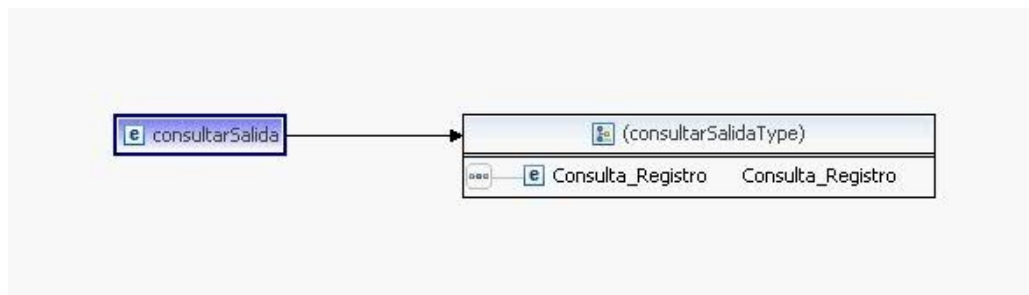 e consultarSalida
(consultarSalidaType)
e Consulta_Registro Consulta_Registro